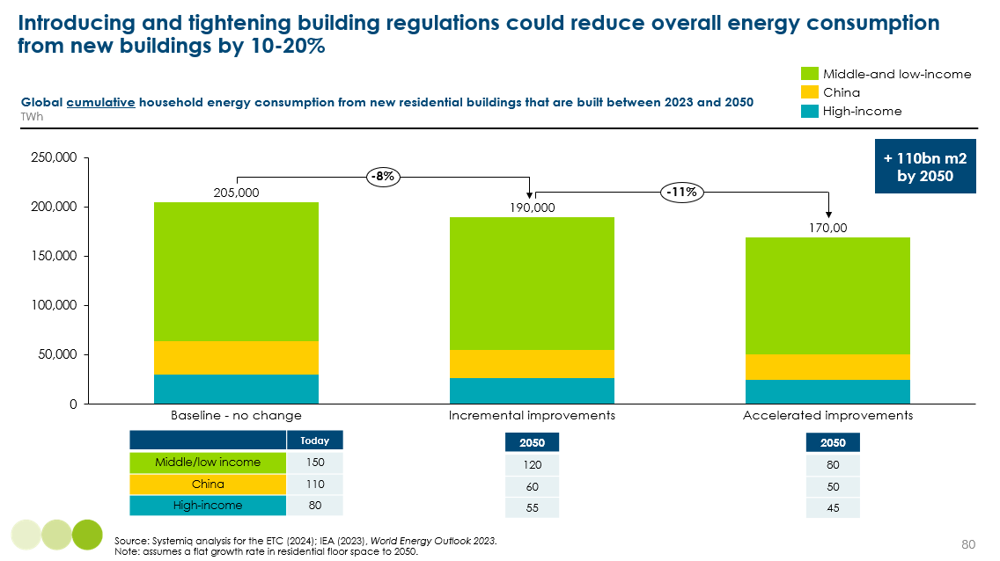 Introducing and tightening building regulations could reduce overall energy consumption
from new buildings by 10-20%
Middle-and low-income
China
High-income
Global cumulative household energy consumption from new residential buildings that are built between 2023 and 2050
TWh
+ 110bn m2
by 2050
250,000
200,000
150,000
100,000
50,000
0
-8%
-11%
205,000
190,000
170,00
Baseline - no change
Incremental improvements
Accelerated improvements
Today
Middle/low income 150
China 110
High-income 80
2050
120
60
55
2050
80
50
45
Source: Systemiq analysis for the ETC (2024); IEA (2023), World Energy Outlook 2023.
Note: assumes a flat growth rate in residential floor space to 2050.
80